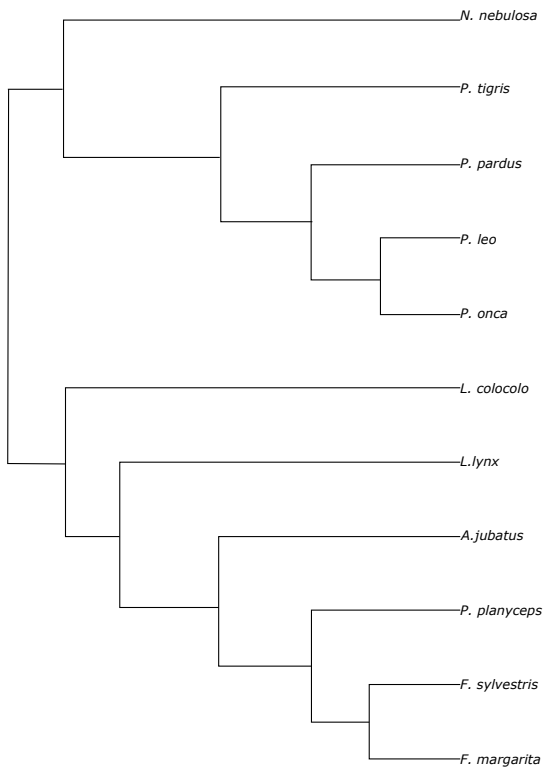 N. nebulosa
P. tigris
P. pardus
P. leo
P. onca
L. colocolo
L.lynx
A.jubatus
P. planyceps
F. sylvestris
F. margarita